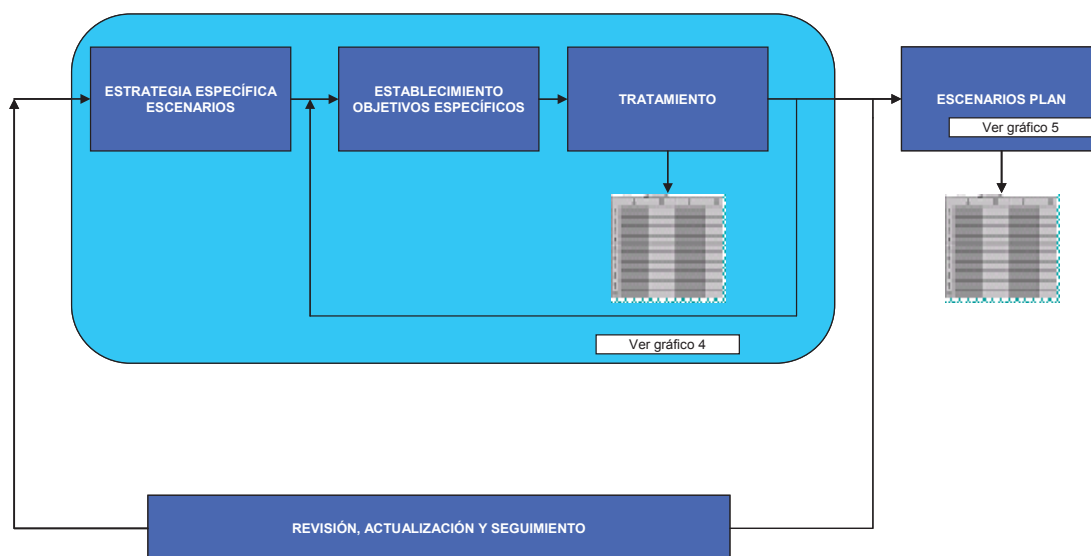 ESTRATEGIA ESPECÍFICA
ESCENARIOS
ESTABLECIMIENTO
OBJETIVOS ESPECÍFICOS
TRATAMIENTO
ESCENARIOS PLAN
Ver gráfico 5
Ver gráfico 4
REVISIÓN, ACTUALIZACIÓN Y SEGUIMIENTO